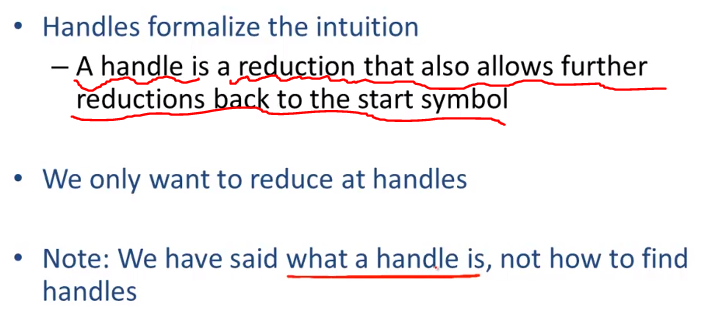 • Handles formalize the intuition
– A handle is a reduction that also allows further
reductions back to the start symbol
• We only want to reduce at handles
• Note: We have said what a handle is, not how to find
handles